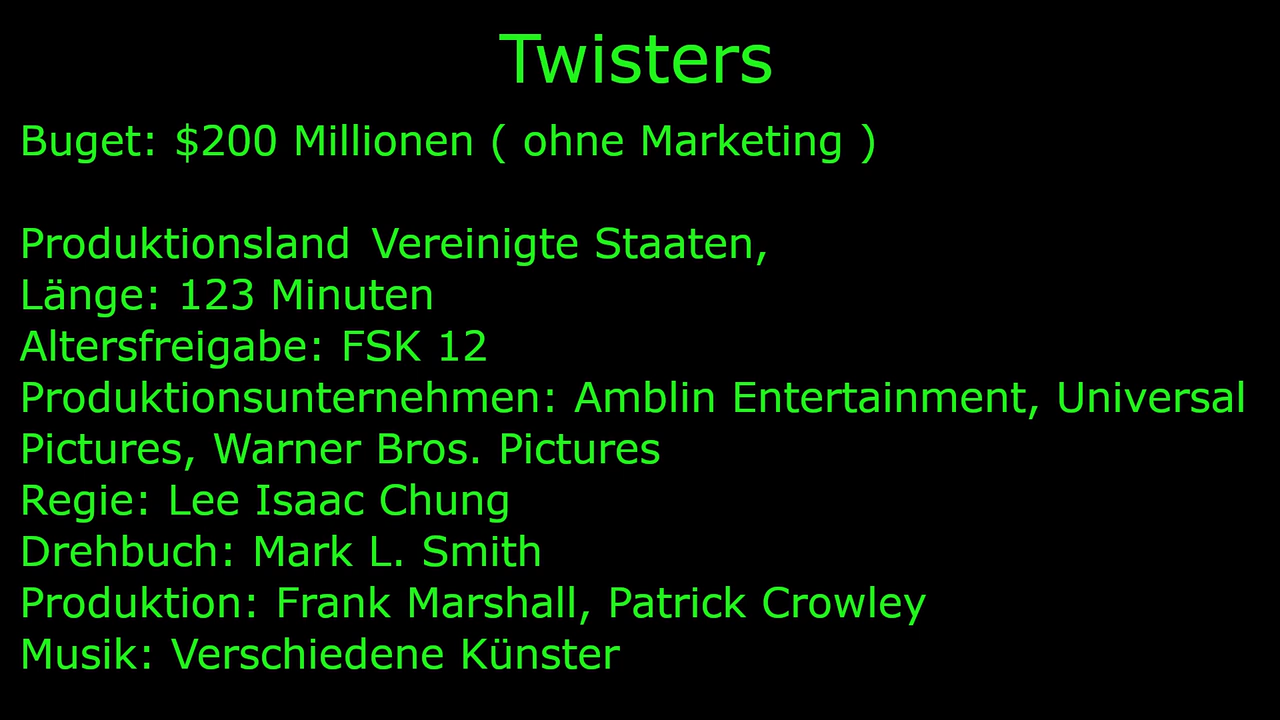 Twisters
Buget: $200 Millionen ( ohne Marketing )
Produktionsland Vereinigte Staaten,
Länge: 123 Minuten
Altersfreigabe: FSK 12
Produktionsunternehmen: Amblin Entertainment, Universal
Pictures, Warner Bros. Pictures
Regie: Lee Isaac Chung
Drehbuch: Mark L. Smith
Produktion: Frank Marshall, Patrick Crowley
Musik: Verschiedene Künster